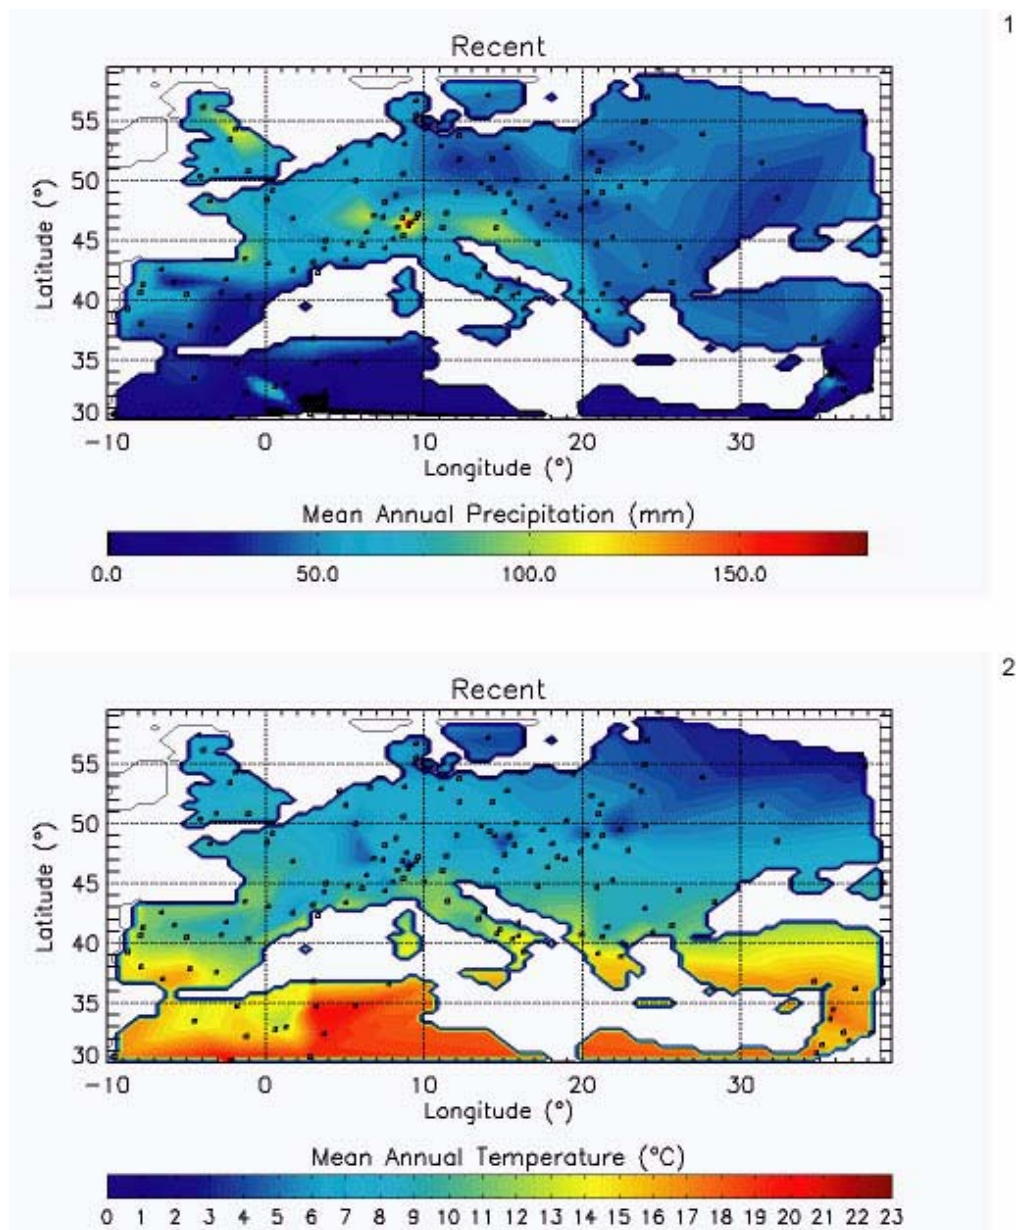 1
Recent
Latitude (°)
55
50
45
40
35
30
-10 0 10 20 30
Longitude (°)
Mean Annual Precipitation (mm)
0.0 50.0 100.0 150.0
2
Recent
Latitude (°)
55
50
45
40
35
30
-10 0 10 20 30
Longitude (°)
Mean Annual Temperature (°C)
0 1 2 3 4 5 6 7 8 9 10 11 12 13 14 15 16 17 18 19 20 21 22 23